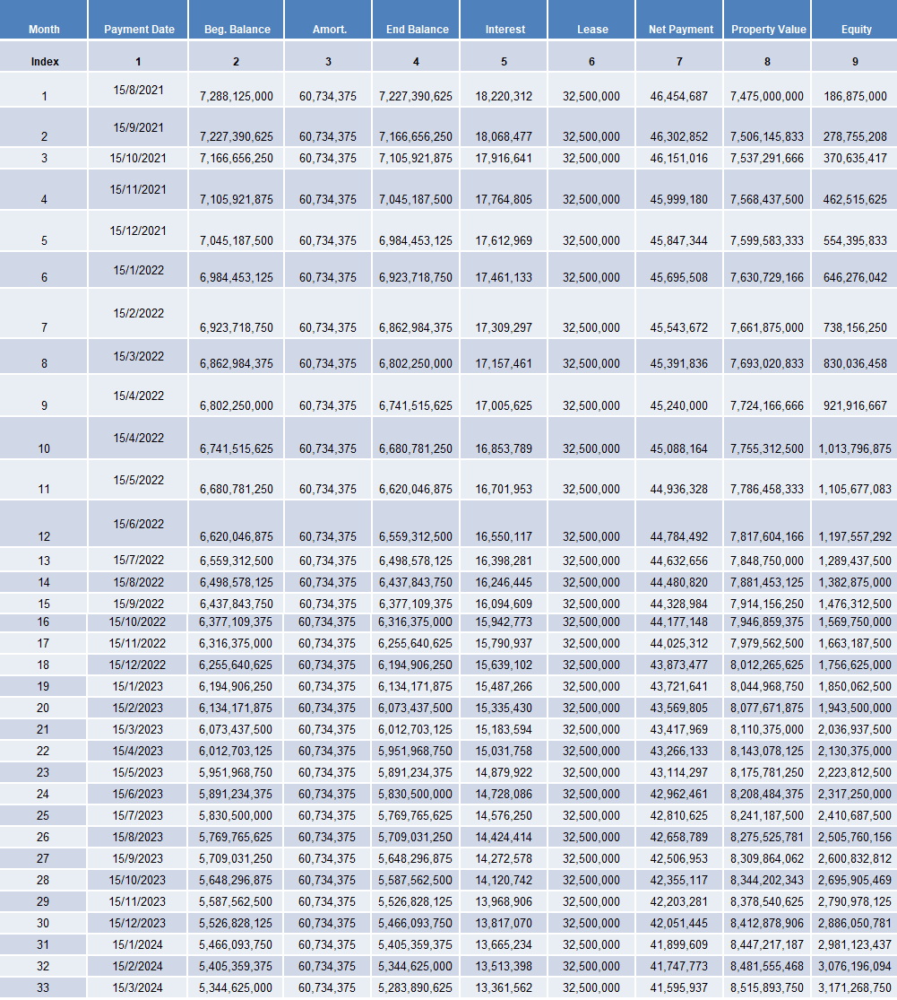 Month Payment Date Beg. Balance Amort. End Balance Interest Lease Net Payment Property Value Equity
Index 1 2 3 4 5 6 7 8 9
1 15/8/2021 7,288,125,000 60,734,375 7,227,390,625 18,220,312 32,500,000 46,454,687 7,475,000,000 186,875,000
2 15/9/2021 7,227,390,625 60,734,375 7,166,656,250 18,068,477 32,500,000 46,302,852 7,506,145,833 278,755,208
3 15/10/2021 7,166,656,250 60,734,375 7,105,921,875 17,916,641 32,500,000 46,151,016 7,537,291,666 370,635,417
4 15/11/2021 7,105,921,875 60,734,375 7,045,187,500 17,764,805 32,500,000 45,999,180 7,568,437,500 462,515,625
5 15/12/2021 7,045,187,500 60,734,375 6,984,453,125 17,612,969 32,500,000 45,847,344 7,599,583,333 554,395,833
6 15/1/2022 6,984,453,125 60,734,375 6,923,718,750 17,461,133 32,500,000 45,695,508 7,630,729,166 646,276,042
7 15/2/2022 6,923,718,750 60,734,375 6,862,984,375 17,309,297 32,500,000 45,543,672 7,661,875,000 738,156,250
8 15/3/2022 6,862,984,375 60,734,375 6,802,250,000 17,157,461 32,500,000 45,391,836 7,693,020,833 830,036,458
9 15/4/2022 6,802,250,000 60,734,375 6,741,515,625 17,005,625 32,500,000 45,240,000 7,724,166,666 921,916,667
10 15/4/2022 6,741,515,625 60,734,375 6,680,781,250 16,853,789 32,500,000 45,088,164 7,755,312,500 1,013,796,875
11 15/5/2022 6,680,781,250 60,734,375 6,620,046,875 16,701,953 32,500,000 44,936,328 7,786,458,333 1,105,677,083
12 15/6/2022 6,620,046,875 60,734,375 6,559,312,500 16,550,117 32,500,000 44,784,492 7,817,604,166 1,197,557,292
13 15/7/2022 6,559,312,500 60,734,375 6,498,578,125 16,398,281 32,500,000 44,632,656 7,848,750,000 1,289,437,500
14 15/8/2022 6,498,578,125 60,734,375 6,437,843,750 16,246,445 32,500,000 44,480,820 7,881,453,125 1,382,875,000
15 15/9/2022 6,437,843,750 60,734,375 6,377,109,375 16,094,609 32,500,000 44,328,984 7,914,156,250 1,476,312,500
16 15/10/2022 6,377,109,375 60,734,375 6,316,375,000 15,942,773 32,500,000 44,177,148 7,946,859,375 1,569,750,000
17 15/11/2022 6,316,375,000 60,734,375 6,255,640,625 15,790,937 32,500,000 44,025,312 7,979,562,500 1,663,187,500
18 15/12/2022 6,255,640,625 60,734,375 6,194,906,250 15,639,102 32,500,000 43,873,477 8,012,265,625 1,756,625,000
19 15/1/2023 6,194,906,250 60,734,375 6,134,171,875 15,487,266 32,500,000 43,721,641 8,044,968,750 1,850,062,500
20 15/2/2023 6,134,171,875 60,734,375 6,073,437,500 15,335,430 32,500,000 43,569,805 8,077,671,875 1,943,500,000
21 15/3/2023 6,073,437,500 60,734,375 6,012,703,125 15,183,594 32,500,000 43,417,969 8,110,375,000 2,036,937,500
22 15/4/2023 6,012,703,125 60,734,375 5,951,968,750 15,031,758 32,500,000 43,266,133 8,143,078,125 2,130,375,000
23 15/5/2023 5,951,968,750 60,734,375 5,891,234,375 14,879,922 32,500,000 43,114,297 8,175,781,250 2,223,812,500
24 15/6/2023 5,891,234,375 60,734,375 5,830,500,000 14,728,086 32,500,000 42,962,461 8,208,484,375 2,317,250,000
25 15/7/2023 5,830,500,000 60,734,375 5,769,765,625 14,576,250 32,500,000 42,810,625 8,241,187,500 2,410,687,500
26 15/8/2023 5,769,765,625 60,734,375 5,709,031,250 14,424,414 32,500,000 42,658,789 8,275,525,781 2,505,760,156
27 15/9/2023 5,709,031,250 60,734,375 5,648,296,875 14,272,578 32,500,000 42,506,953 8,309,864,062 2,600,832,812
28 15/10/2023 5,648,296,875 60,734,375 5,587,562,500 14,120,742 32,500,000 42,355,117 8,344,202,343 2,695,905,469
29 15/11/2023 5,587,562,500 60,734,375 5,526,828,125 13,968,906 32,500,000 42,203,281 8,378,540,625 2,790,978,125
30 15/12/2023 5,526,828,125 60,734,375 5,466,093,750 13,817,070 32,500,000 42,051,445 8,412,878,906 2,886,050,781
31 15/1/2024 5,466,093,750 60,734,375 5,405,359,375 13,665,234 32,500,000 41,899,609 8,447,217,187 2,981,123,437
32 15/2/2024 5,405,359,375 60,734,375 5,344,625,000 13,513,398 32,500,000 41,747,773 8,481,555,468 3,076,196,094
33 15/3/2024 5,344,625,000 60,734,375 5,283,890,625 13,361,562 32,500,000 41,595,937 8,515,893,750 3,171,268,750